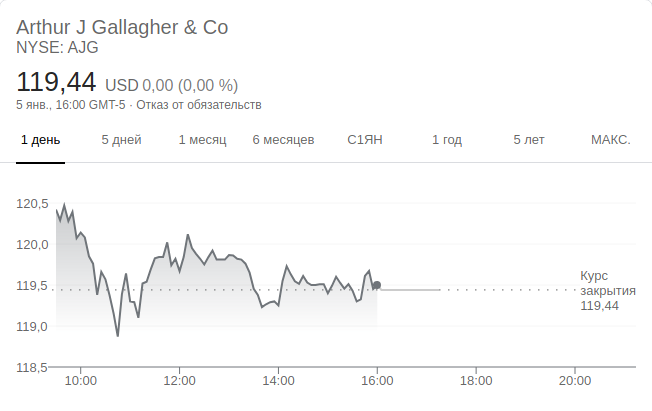 Arthur J Gallagher & Co
NYSE: AJG
119,44 USD 0,00 (0,00 %)
5 янв., 16:00 GMT-5 · Отказ от обязательств
1 день 5 дней 1 месяц 6 месяцев С1ЯН 1 год 5 лет МАКС.
120,5
120,0
119,5
119,0
118,5
Курс
закрытия
119,44
10:00 12:00 14:00 16:00 18:00 20:00